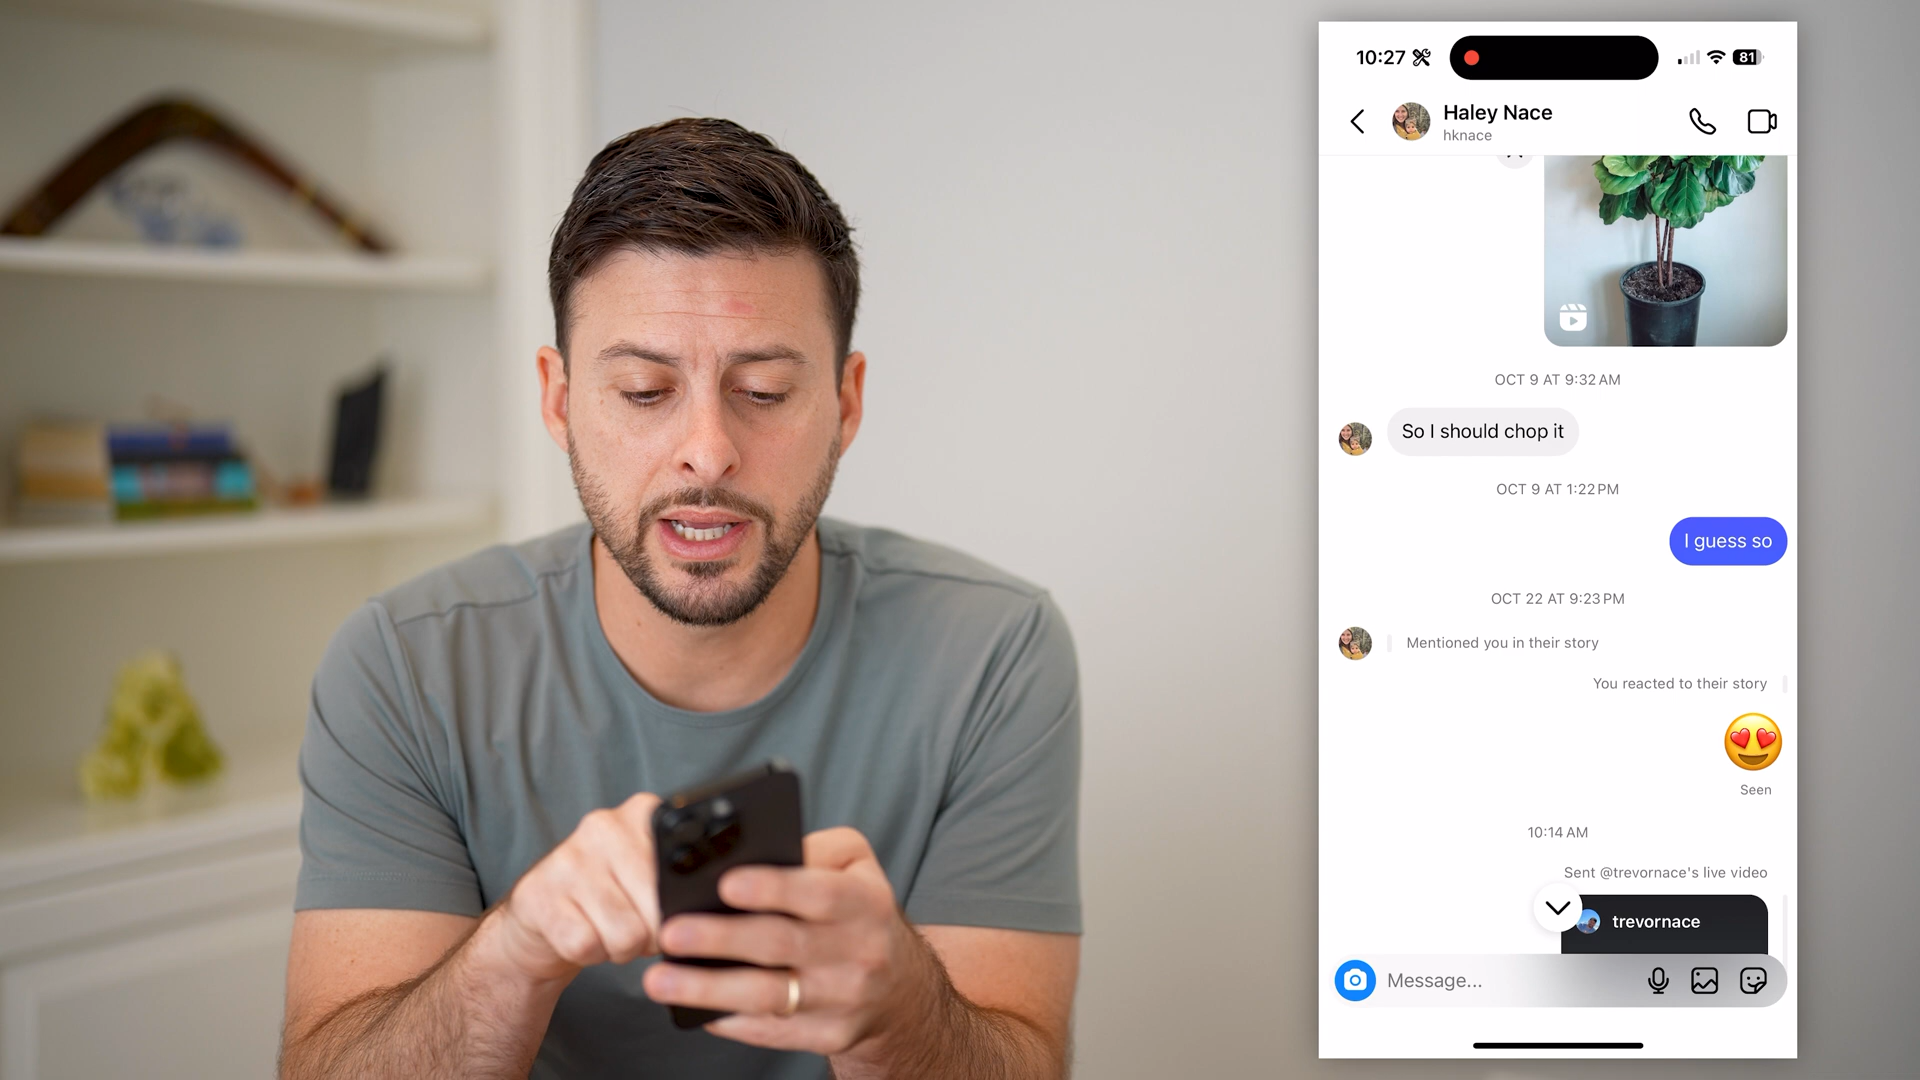 10:27
81
Haley Nace
hknace
OCT 9 AT 9:32 AM
So I should chop it
OCT 9 AT 1:22 PM
I guess so
OCT 22 AT 9:23 PM
Mentioned you in their story
You reacted to their story
Seen
10:14 AM
Sent @trevornace's live video
trevornace
Message...